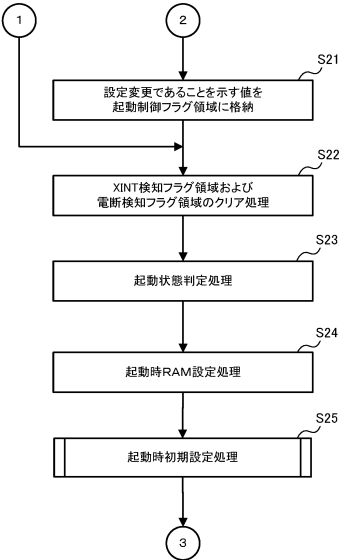 1
2
S21
設定変更であることを示す値を
起動制御フラグ領域に格納
S22
XINT検知フラグ領域および
電断検知フラグ領域のクリア処理
S23
起動状態判定処理
S24
起動時RAM設定処理
S25
起動時初期設定処理
3